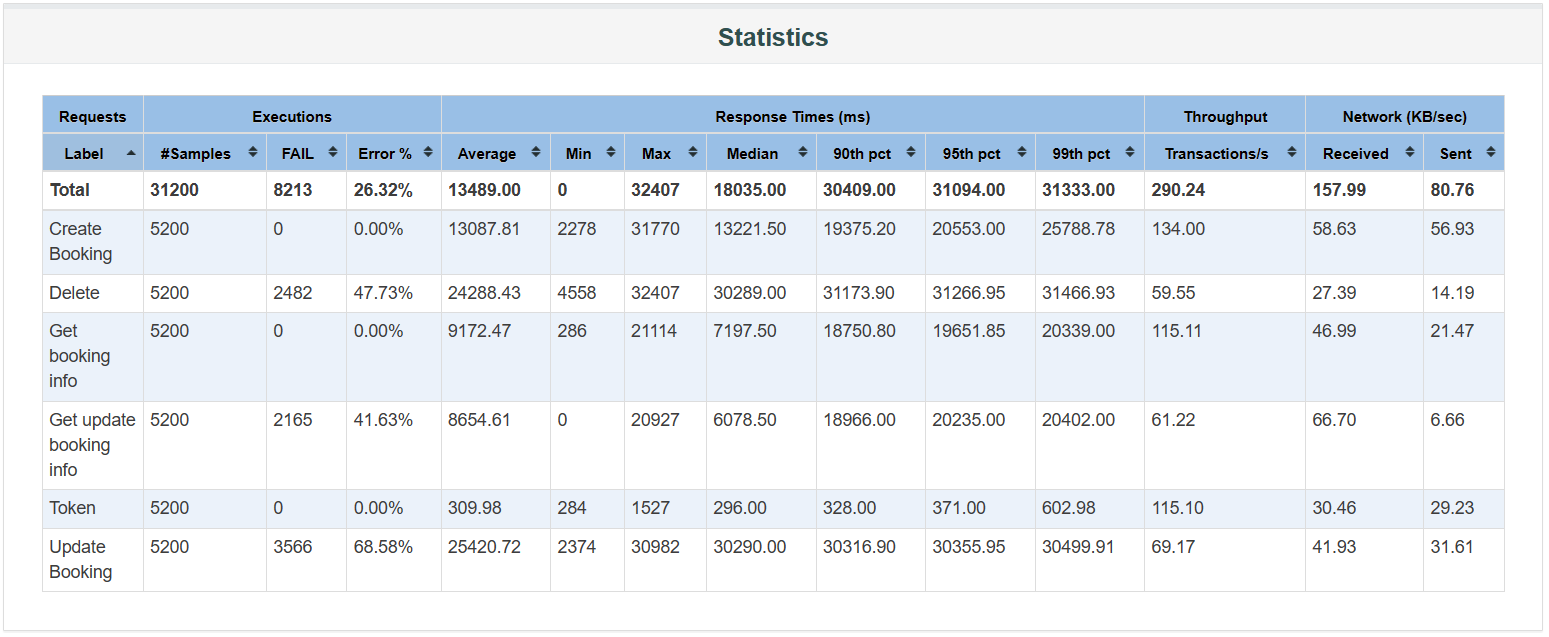 Statistics
Requests Executions Response Times (ms) Throughput Network (KB/sec)
Label #Samples FAIL Error % Average Min Max Median 90th pct 95th pct 99th pct Transactions/s Received Sent
Total 31200 8213 26.32% 13489.00 0 32407 18035.00 30409.00 31094.00 31333.00 290.24 157.99 80.76
Create 5200 0 0.00% 13087.81 2278 31770 13221.50 19375.20 20553.00 25788.78 134.00 58.63 56.93
Booking
Delete 5200 2482 47.73% 24288.43 4558 32407 30289.00 31173.90 31266.95 31466.93 59.55 27.39 14.19
Get 5200 0 0.00% 9172.47 286 21114 7197.50 18750.80 19651.85 20339.00 115.11 46.99 21.47
booking
info
Get update 5200 2165 41.63% 8654.61 0 20927 6078.50 18966.00 20235.00 20402.00 61.22 66.70 6.66
booking
info
Token 5200 0 0.00% 309.98 284 1527 296.00 328.00 371.00 602.98 115.10 30.46 29.23
Update 5200 3566 68.58% 25420.72 2374 30982 30290.00 30316.90 30355.95 30499.91 69.17 41.93 31.61
Booking